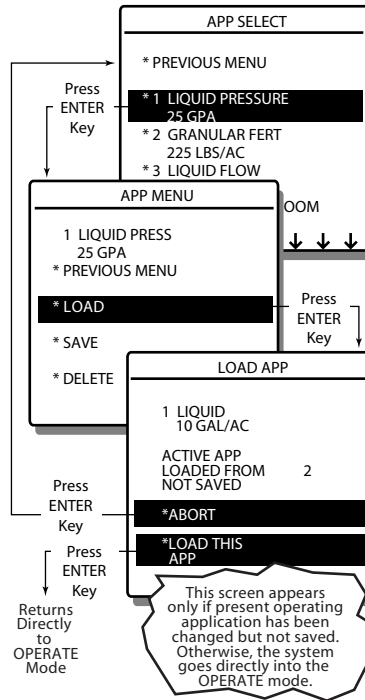 APP SELECT
* PREVIOUS MENU
* 1 LIQUID PRESSURE
25 GPA
* 2 GRANULAR FERT
225 LBS/AC
* 3 LIQUID FLOW
OOM
Press
ENTER
Key
APP MENU
1 LIQUID PRESS
25 GPA
* PREVIOUS MENU
* LOAD
* SAVE
* DELETE
Press
ENTER
Key
LOAD APP
1 LIQUID
10 GAL/AC
ACTIVE APP
LOADED FROM 2
NOT SAVED
*ABORT
*LOAD THIS
APP
Press
ENTER
Key
Press
ENTER
Key
Returns
Directly
to
OPERATE
Mode
This screen appears
only if present operating
application has been
changed but not saved.
Otherwise, the system
goes directly into the
OPERATE mode.